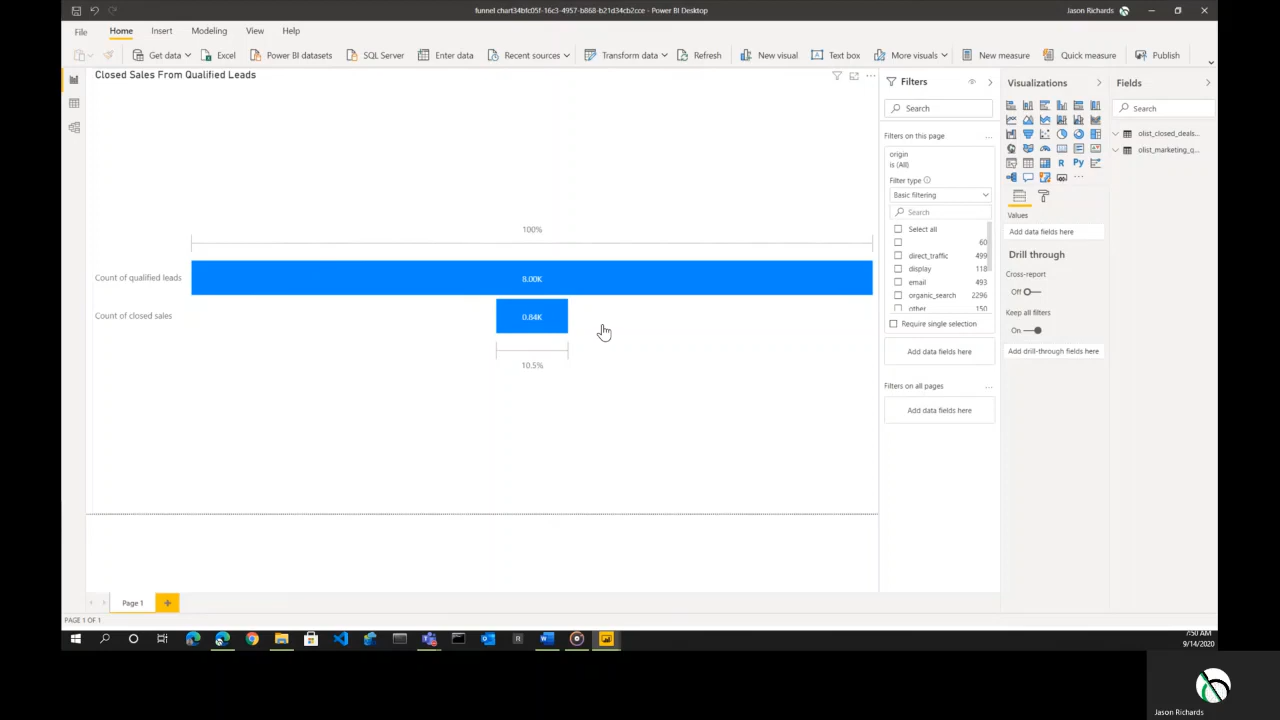 funnel chart34bfc05f-16c3-4957-b868-b21d34cb2cce - Power BI Desktop
Jason Richards
File Home Insert Modeling View Help
Get data Excel Power BI datasets SQL Server Enter data Recent sources Transform data Refresh New visual Text box More visuals New measure Quick measure Publish
Closed Sales From Qualified Leads
100%
Count of qualified leads
8.00K
Count of closed sales
0.84K
10.5%
Filters
Search
Filters on this page
origin
is (All)
Filter type
Basic filtering
Search
Select all
60
direct_traffic 499
display 118
email 493
organic_search 2296
other 150
Require single selection
Add data fields here
Filters on all pages
Add data fields here
Visualizations
R Py
Values
Add data fields here
Drill through
Cross-report
Off
Keep all filters
On
Add drill-through fields here
Fields
Search
olist_closed_deals...
olist_marketing_q...
Page 1
PAGE 1 OF 1
7:50 AM
9/14/2020
Jason Richards